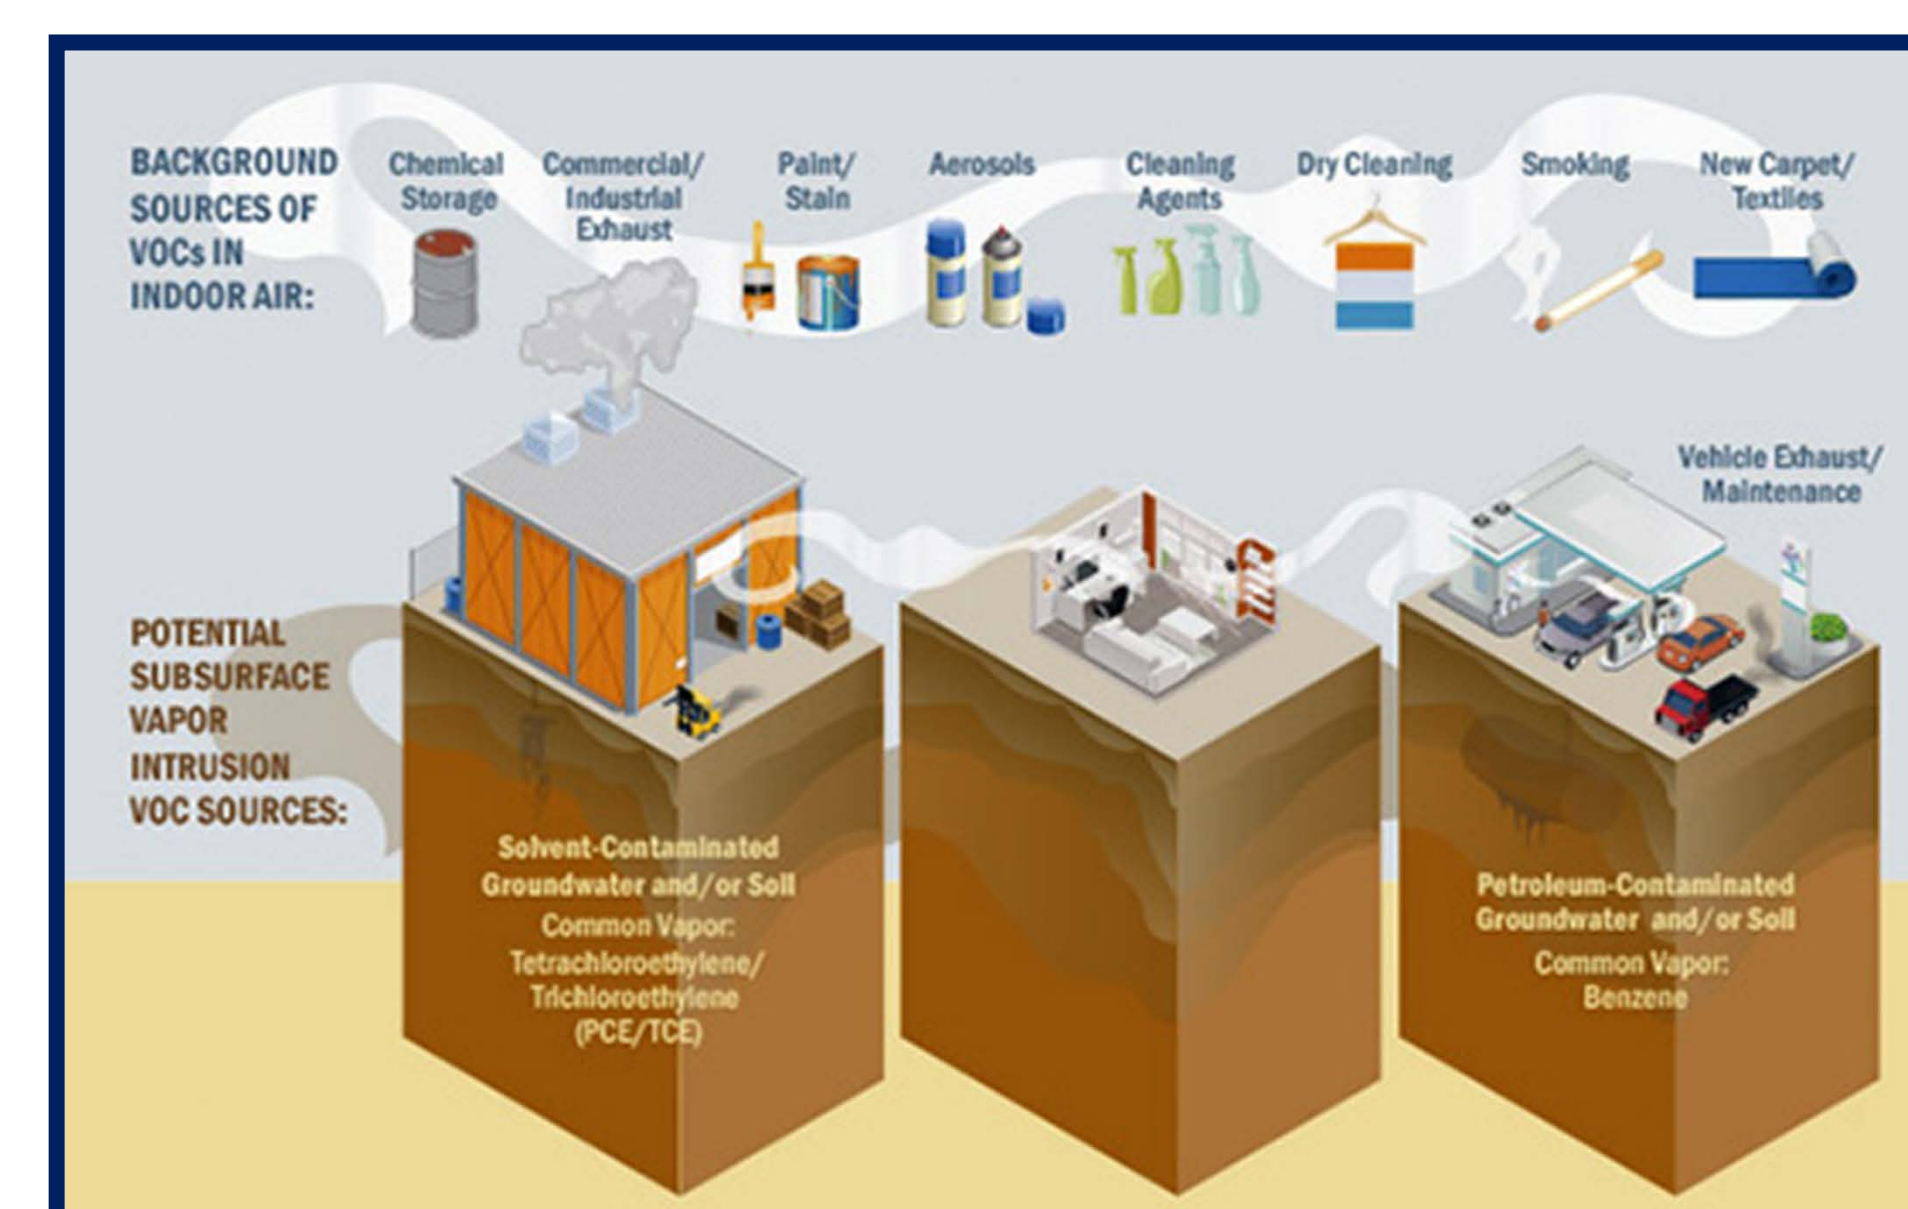 BACKGROUND
SOURCES OF
VOCs IN
INDOOR AIR:
Chemical
Storage
Commercial/
Industrial
Exhaust
Paint/
Stain
Aerosols
Cleaning
Agents
Dry Cleaning
Smoking
New Carpet/
Textiles
Vehicle Exhaust/
Maintenance
POTENTIAL
SUBSURFACE
VAPOR
INTRUSION
VOC SOURCES:
Solvent-Contaminated
Groundwater and/or Soil
Common Vapor:
Tetrachloroethylene/
Trichloroethylene
(PCE/TCE)
Petroleum-Contaminated
Groundwater and/or Soil
Common Vapor:
Benzene